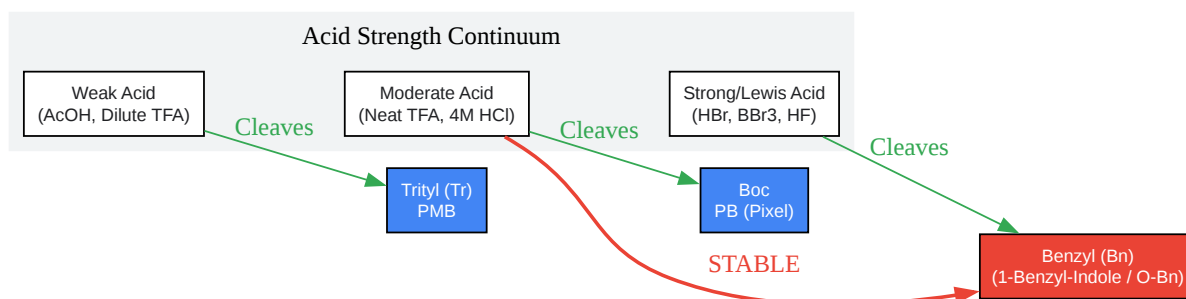 Acid Strength Continuum
Weak Acid
(AcOH, Dilute TFA)
Moderate Acid
(Neat TFA, 4M HCl)
Strong/Lewis Acid
(HBr, BBr3, HF)
Cleaves
Cleaves
Cleaves
Trityl (Tr)
PMB
Boc
PB (Pixel)
STABLE
Benzyl (Bn)
(1-Benzyl-Indole / O-Bn)